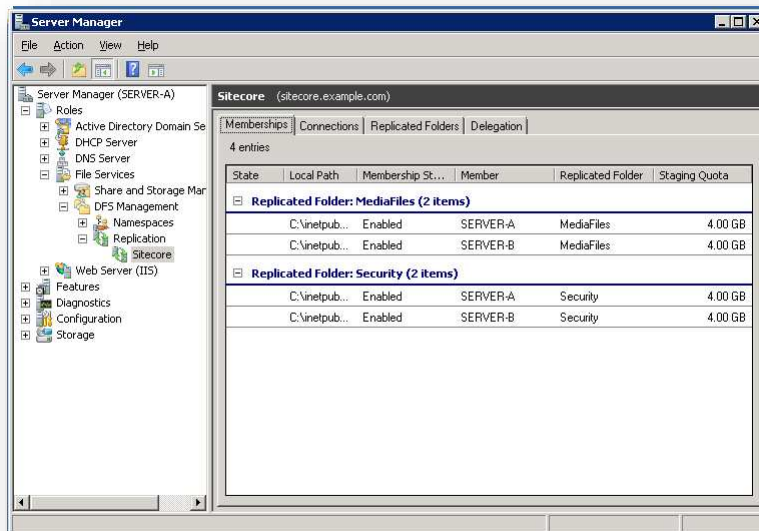 Server Manager
File Action View Help
Server Manager (SERVER-A)
Roles
Active Directory Domain Se
DHCP Server
DNS Server
File Services
Share and Storage Mar
DFS Management
Namespaces
Replication
Sitecore
Web Server (IIS)
Features
Diagnostics
Configuration
Storage
Sitecore (sitecore.example.com)
Memberships Connections Replicated Folders Delegation
4 entries
State Local Path Membership St... Member Replicated Folder Staging Quota
Replicated Folder: MediaFiles (2 items)
C:\inetpub... Enabled SERVER-A MediaFiles 4.00 GB
C:\inetpub... Enabled SERVER-B MediaFiles 4.00 GB
Replicated Folder: Security (2 items)
C:\inetpub... Enabled SERVER-A Security 4.00 GB
C:\inetpub... Enabled SERVER-B Security 4.00 GB